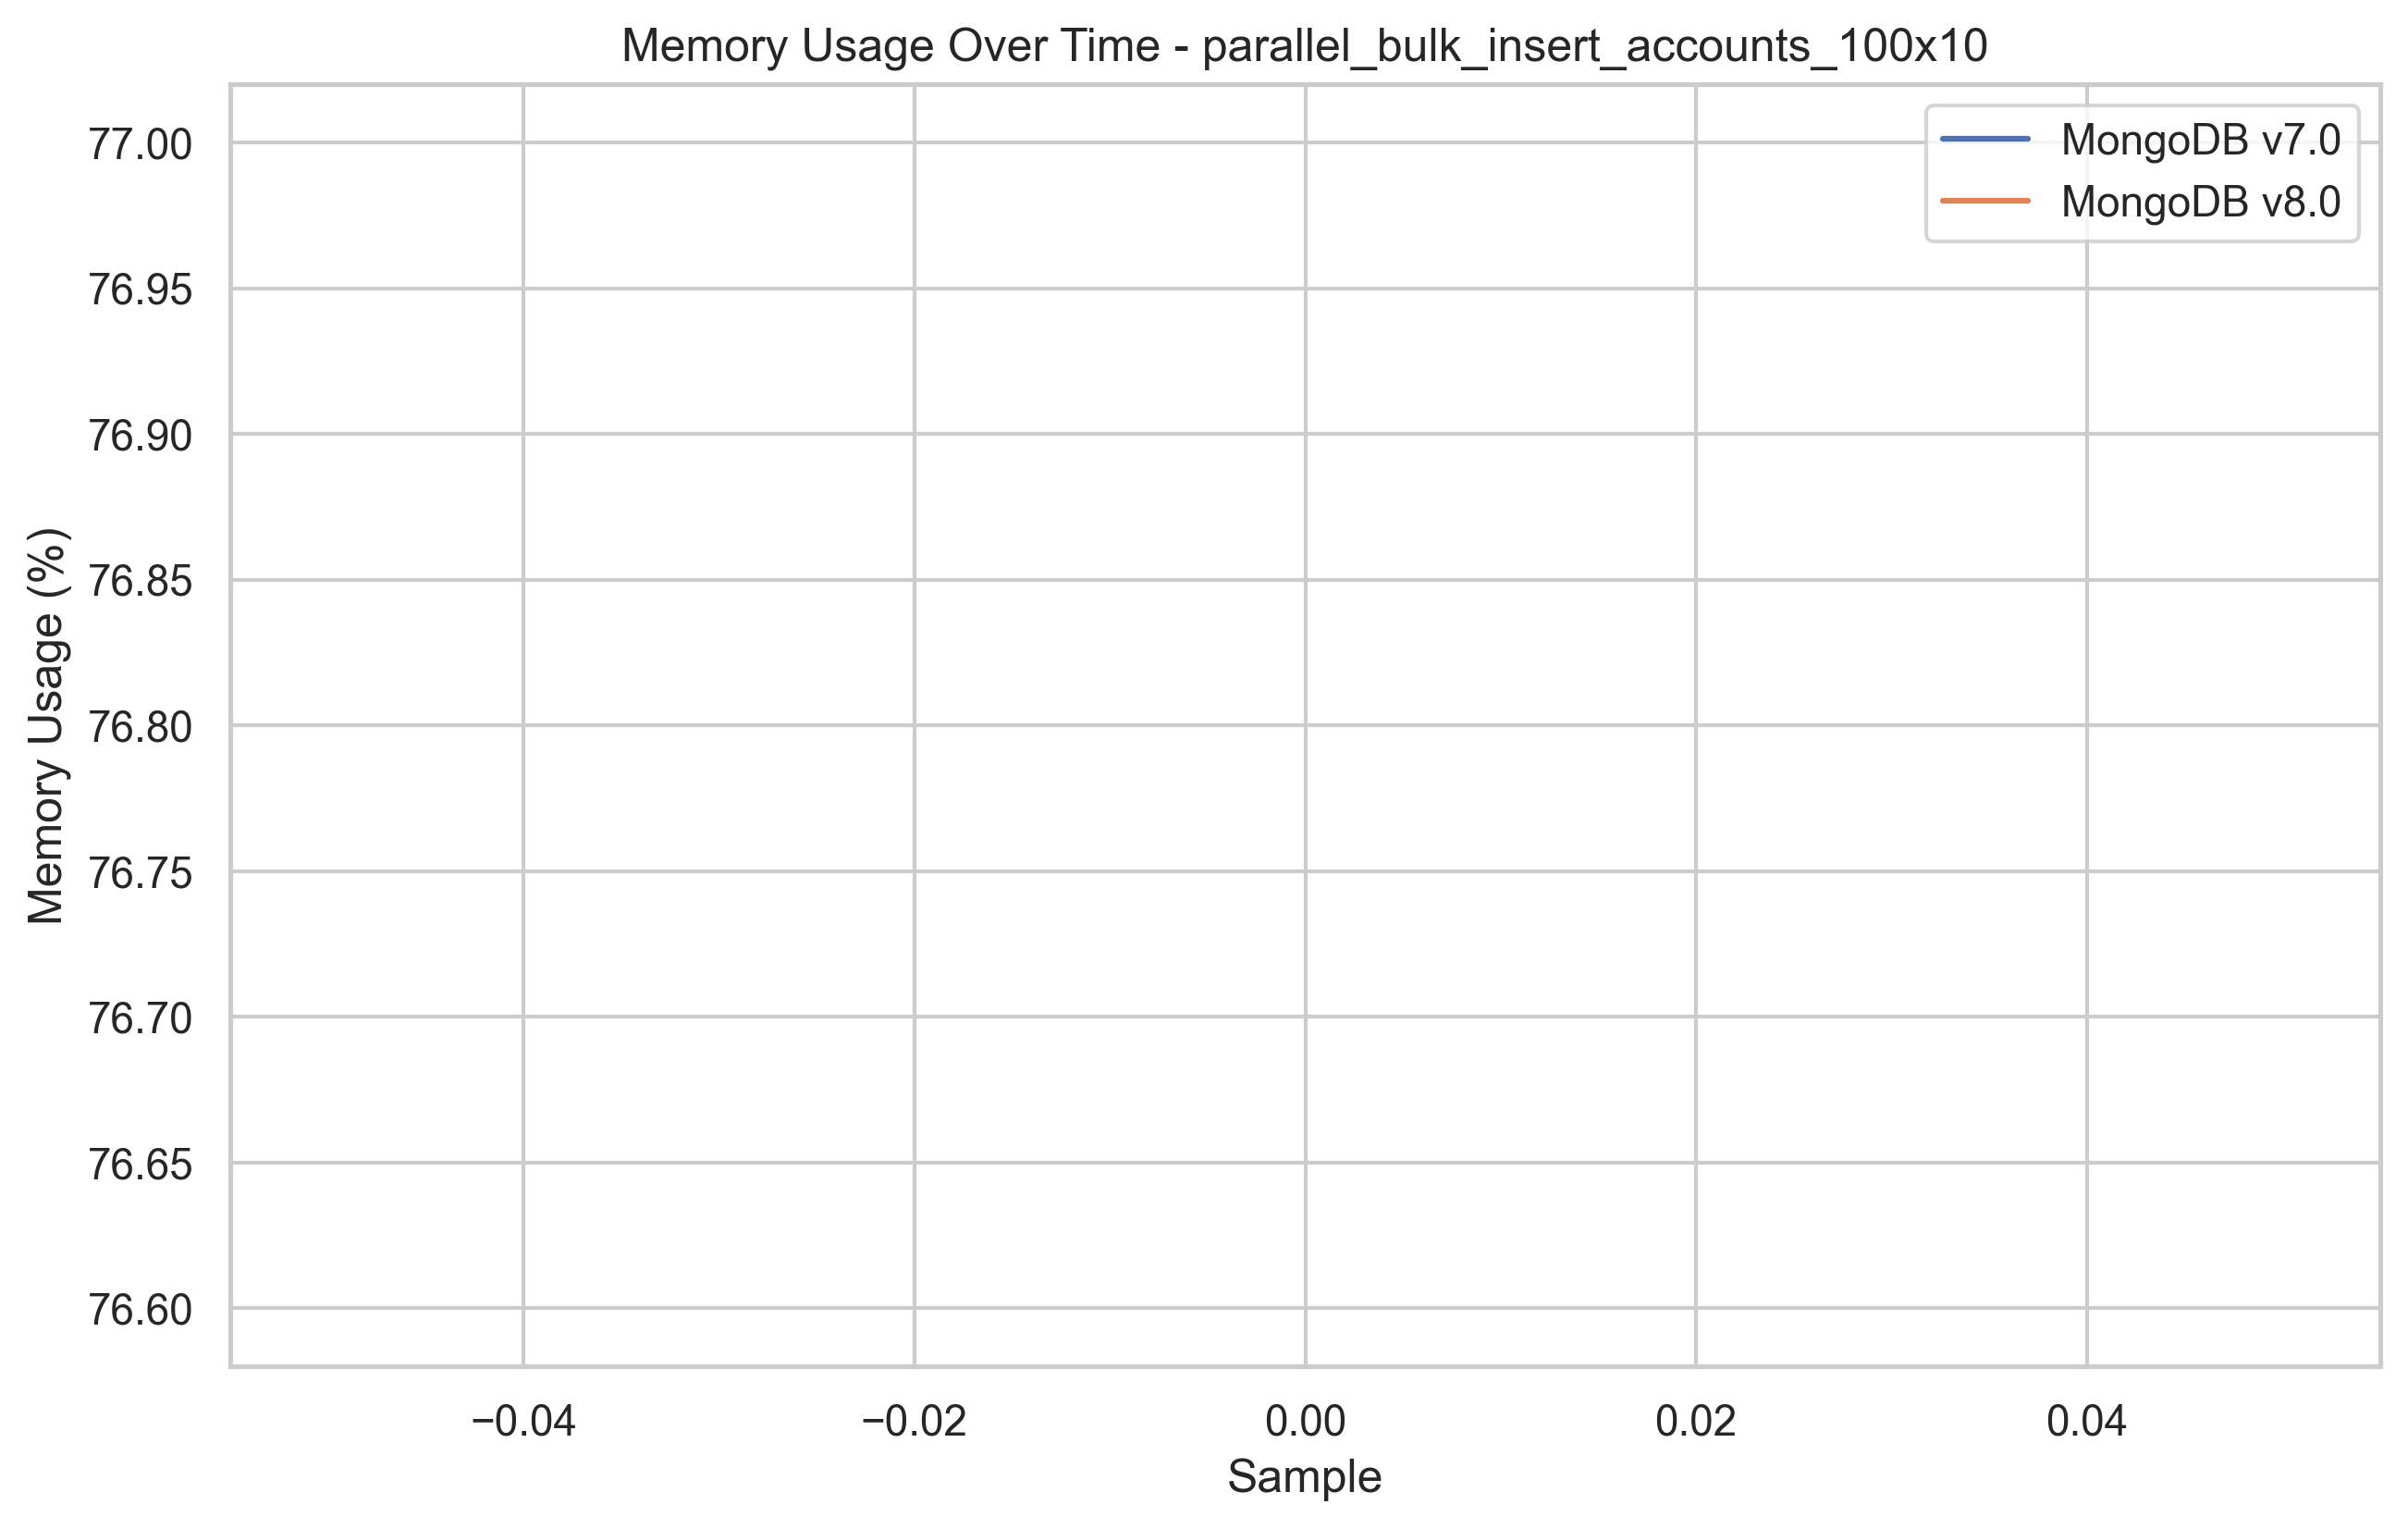 Memory Usage Over Time - parallel_bulk_insert_accounts_100x10
MongoDB v7.0
MongoDB v8.0
Memory Usage (%)
77.00
76.95
76.90
76.85
76.80
76.75
76.70
76.65
76.60
−0.04
−0.02
0.00
0.02
0.04
Sample